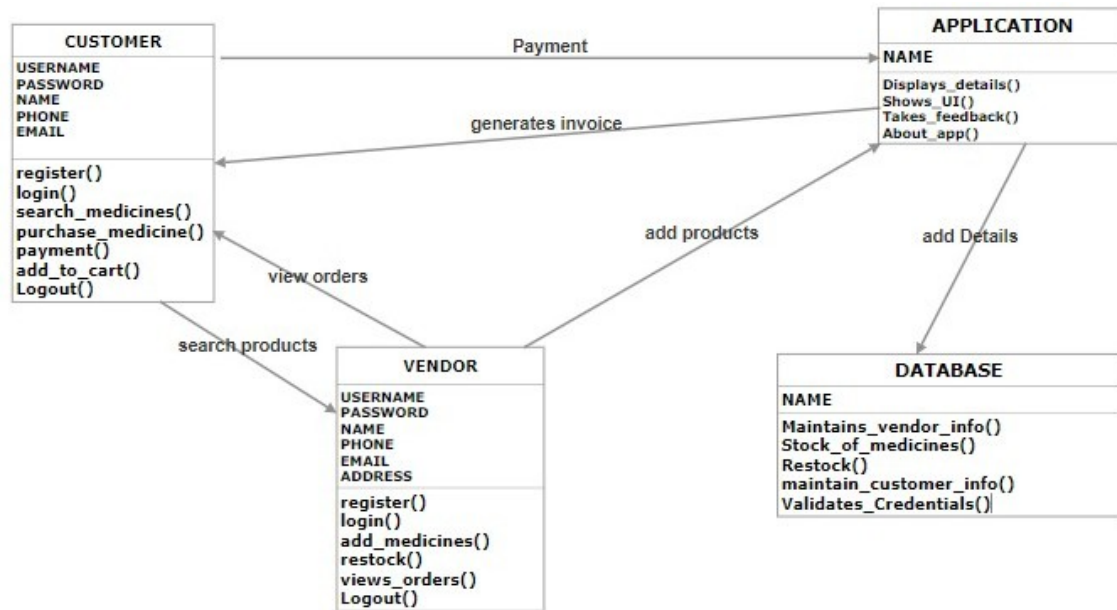 CUSTOMER
USERNAME
PASSWORD
NAME
PHONE
EMAIL
register()
login()
search_medicines()
purchase_medicine()
payment()
add_to_cart()
Logout()
Payment
generates invoice
APPLICATION
NAME
Displays_details()
Shows_UI()
Takes_feedback()
About_app()
add products
add Details
view orders
search products
VENDOR
USERNAME
PASSWORD
NAME
PHONE
EMAIL
ADDRESS
register()
login()
add_medicines()
restock()
views_orders()
Logout()
DATABASE
NAME
Maintains_vendor_info()
Stock_of_medicines()
Restock()
maintain_customer_info()
Validates_Credentials()